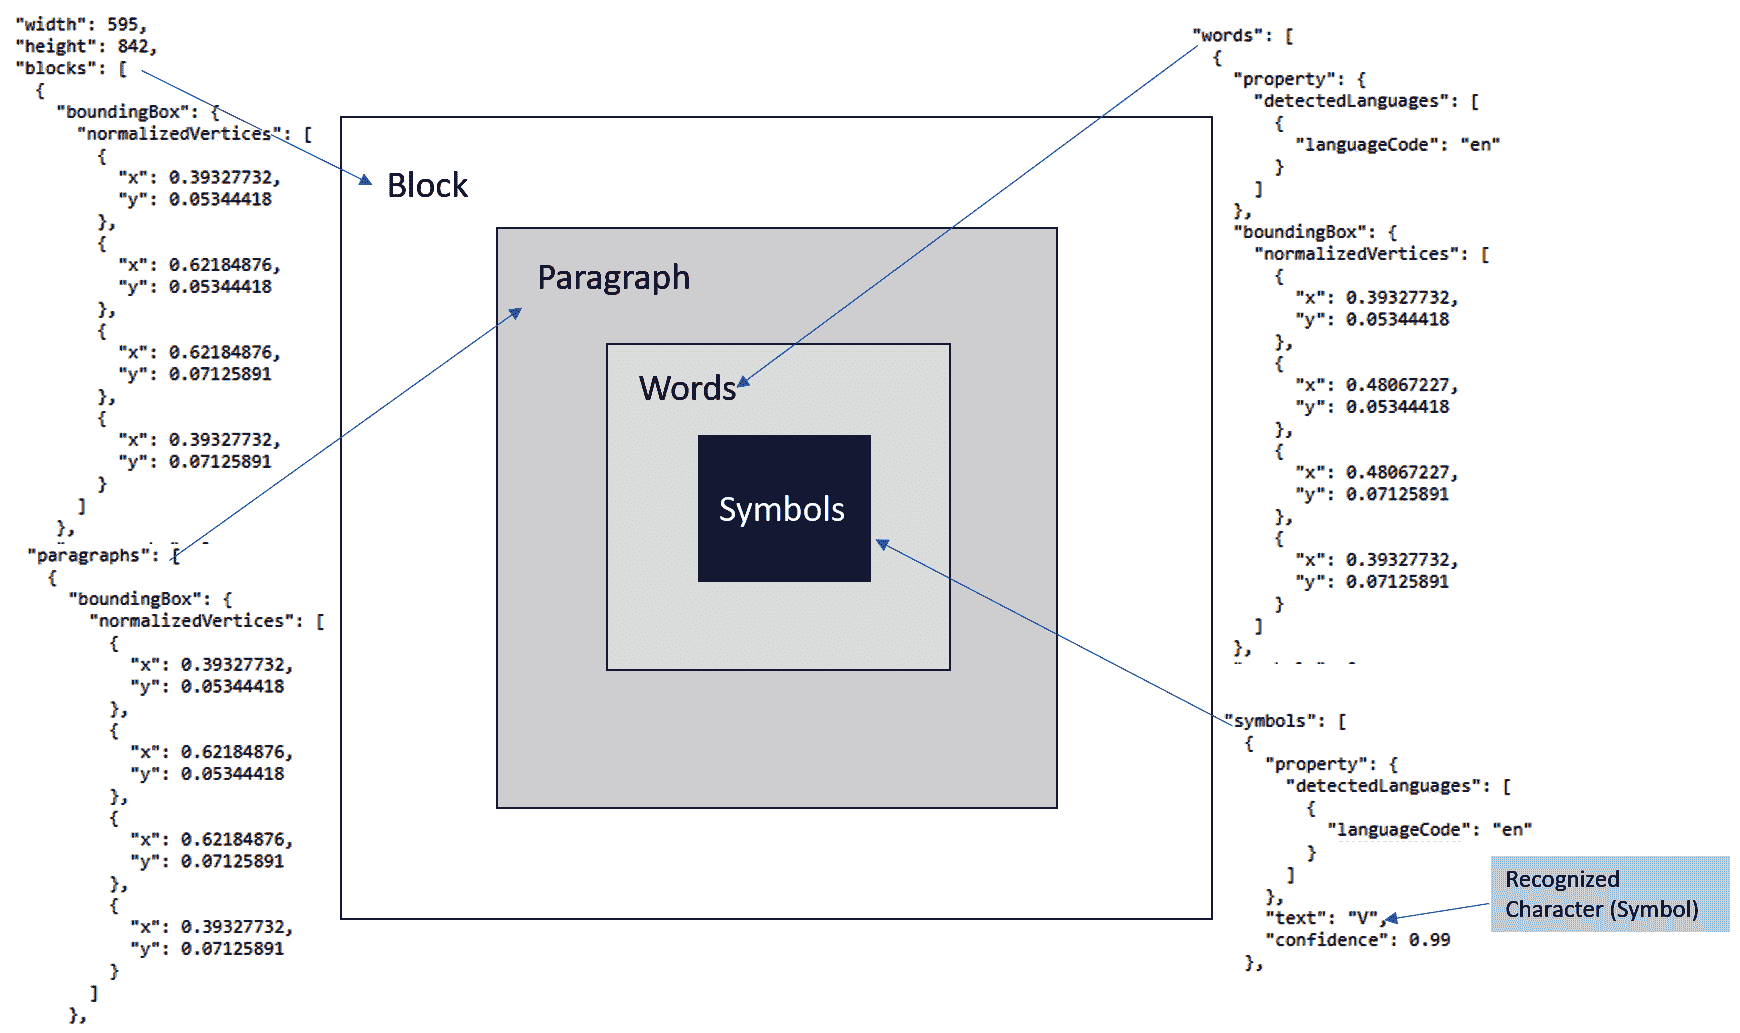 "width": 595,
"height": 842,
"blocks": [
{
"boundingBox": {
"normalizedVertices": [
{
"x": 0.39327732,
"y": 0.05344418
},
{
"x": 0.62184876,
"y": 0.05344418
},
{
"x": 0.62184876,
"y": 0.07125891
},
{
"x": 0.39327732,
"y": 0.07125891
}
]
},
"paragraphs": [
{
"boundingBox": {
"normalizedVertices": [
{
"x": 0.39327732,
"y": 0.05344418
},
{
"x": 0.62184876,
"y": 0.05344418
},
{
"x": 0.62184876,
"y": 0.07125891
},
{
"x": 0.39327732,
"y": 0.07125891
}
]
},
Block
Paragraph
Words
Symbols
"words": [
{
"property": {
"detectedLanguages": [
{
"languageCode": "en"
}
]
},
"boundingBox": {
"normalizedVertices": [
{
"x": 0.39327732,
"y": 0.05344418
},
{
"x": 0.48067227,
"y": 0.05344418
},
{
"x": 0.48067227,
"y": 0.07125891
},
{
"x": 0.39327732,
"y": 0.07125891
}
]
},
"symbols": [
{
"property": {
"detectedLanguages": [
{
"languageCode": "en"
}
]
},
"text": "V",
"confidence": 0.99
},
Recognized
Character (Symbol)